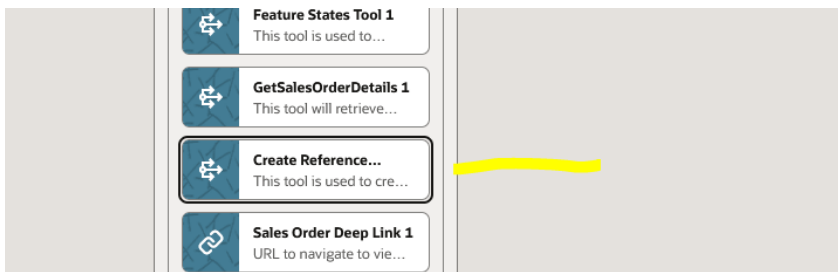 Feature States Tool 1
This tool is used to...
GetSalesOrderDetails 1
This tool will retrieve...
Create Reference...
This tool is used to cre...
Sales Order Deep Link 1
URL to navigate to vie...